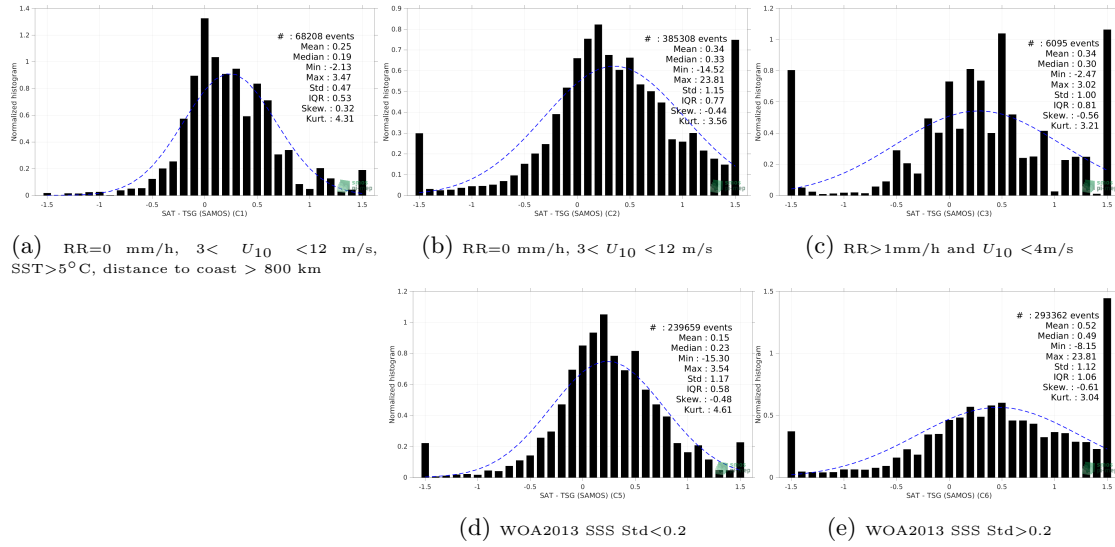 1.4
1.2
1
0.8
0.6
0.4
0.2
0
Normalized histogram
# : 68208 events
Mean : 0.25
Median : 0.19
Min : -2.13
Max : 3.47
Std : 0.47
IQR : 0.53
Skew. : 0.32
Kurt. : 4.31
-1.5 -1 -0.5 0 0.5 1 1.5
SAT - TSG (SAMOS) (C1)
(a) RR=0 mm/h, 3< U10 <12 m/s,
SST>5°C, distance to coast > 800 km
0.9
0.8
0.7
0.6
0.5
0.4
0.3
0.2
0.1
0
Normalized histogram
# : 385308 events
Mean : 0.34
Median : 0.33
Min : -14.52
Max : 23.81
Std : 1.15
IQR : 0.77
Skew. : -0.44
Kurt. : 3.56
-1.5 -1 -0.5 0 0.5 1 1.5
SAT - TSG (SAMOS) (C2)
(b) RR=0 mm/h, 3< U10 <12 m/s
1.2
1
0.8
0.6
0.4
0.2
0
Normalized histogram
# : 6095 events
Mean : 0.34
Median : 0.30
Min : -2.47
Max : 3.02
Std : 1.00
IQR : 0.81
Skew. : -0.56
Kurt. : 3.21
-1.5 -1 -0.5 0 0.5 1 1.5
SAT - TSG (SAMOS) (C3)
(c) RR>1mm/h and U10 <4m/s
1.2
1
0.8
0.6
0.4
0.2
0
Normalized histogram
# : 239659 events
Mean : 0.15
Median : 0.23
Min : -15.30
Max : 3.54
Std : 1.17
IQR : 0.58
Skew. : -0.48
Kurt. : 4.61
-1.5 -1 -0.5 0 0.5 1 1.5
SAT - TSG (SAMOS) (C5)
(d) WOA2013 SSS Std<0.2
1.5
1
0.5
0
Normalized histogram
# : 293362 events
Mean : 0.52
Median : 0.49
Min : -8.15
Max : 23.81
Std : 1.12
IQR : 1.06
Skew. : -0.61
Kurt. : 3.04
-1.5 -1 -0.5 0 0.5 1 1.5
SAT - TSG (SAMOS) (C6)
(e) WOA2013 SSS Std>0.2